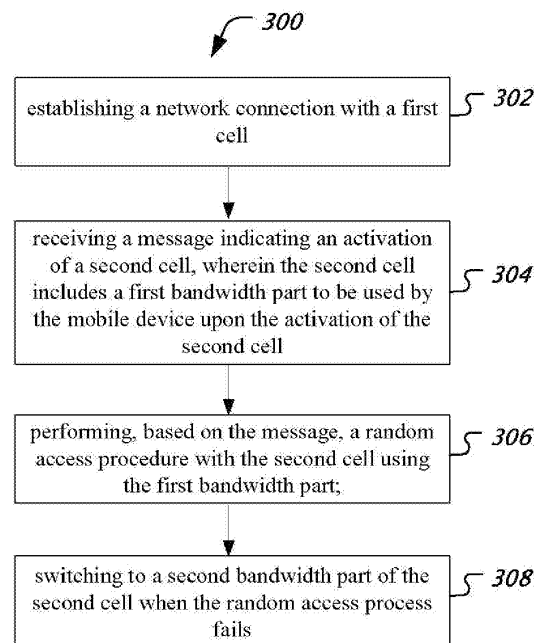 300
establishing a network connection with a first
cell
302
receiving a message indicating an activation
of a second cell, wherein the second cell
includes a first bandwidth part to be used by
the mobile device upon the activation of the
second cell
304
performing, based on the message, a random
access procedure with the second cell using
the first bandwidth part;
306
switching to a second bandwidth part of the
second cell when the random access process
fails
308